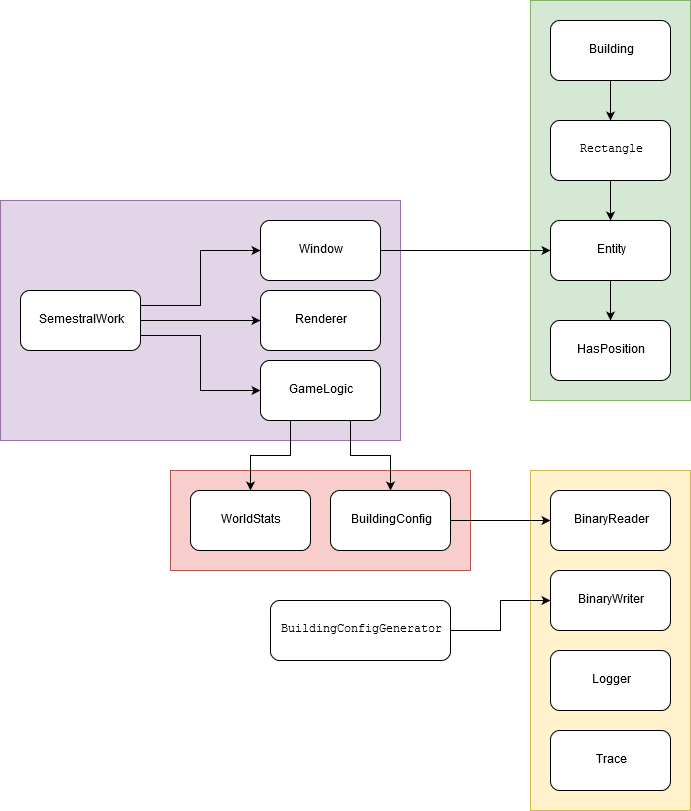 Building
Rectangle
Window
Entity
SemestralWork
Renderer
HasPosition
GameLogic
WorldStats
BuildingConfig
BinaryReader
BuildingConfigGenerator
BinaryWriter
Logger
Trace